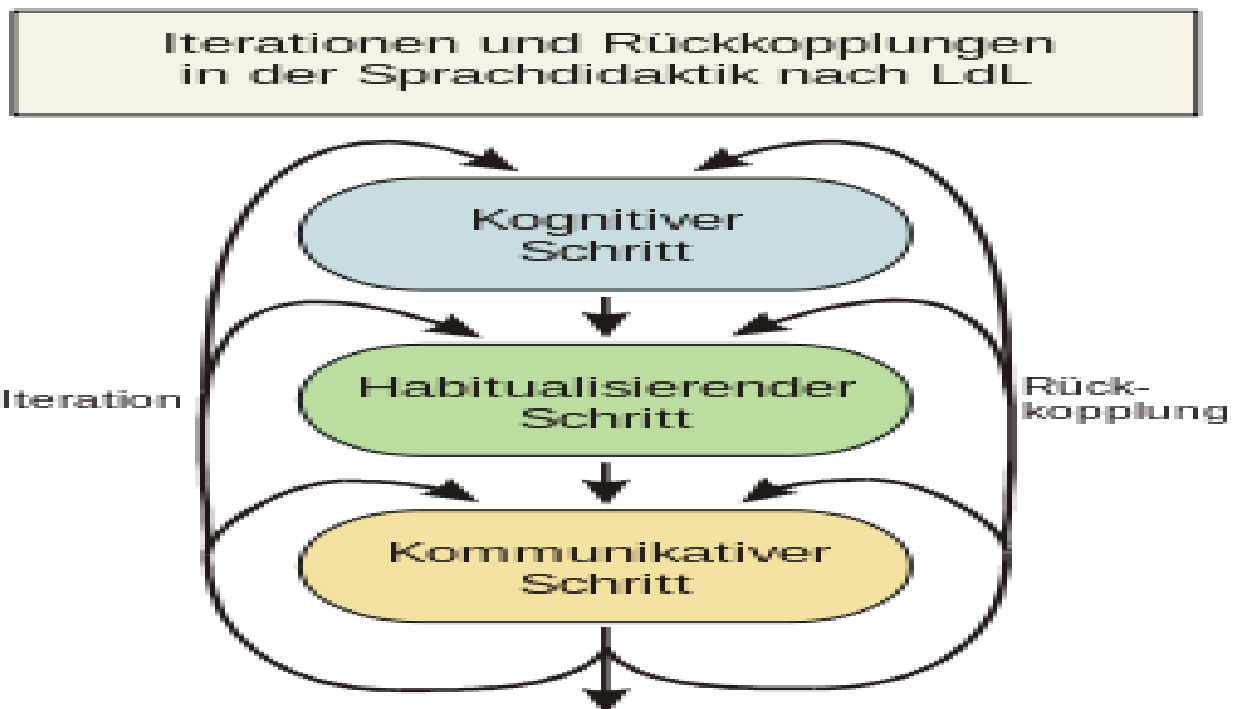 Iterationen und Rückkopplungen
in der Sprachdidaktik nach LdL
Kognitiver
Schritt
Habitualisierender
Schritt
Iteration
Rück-
kopplung
Kommunikativer
Schritt